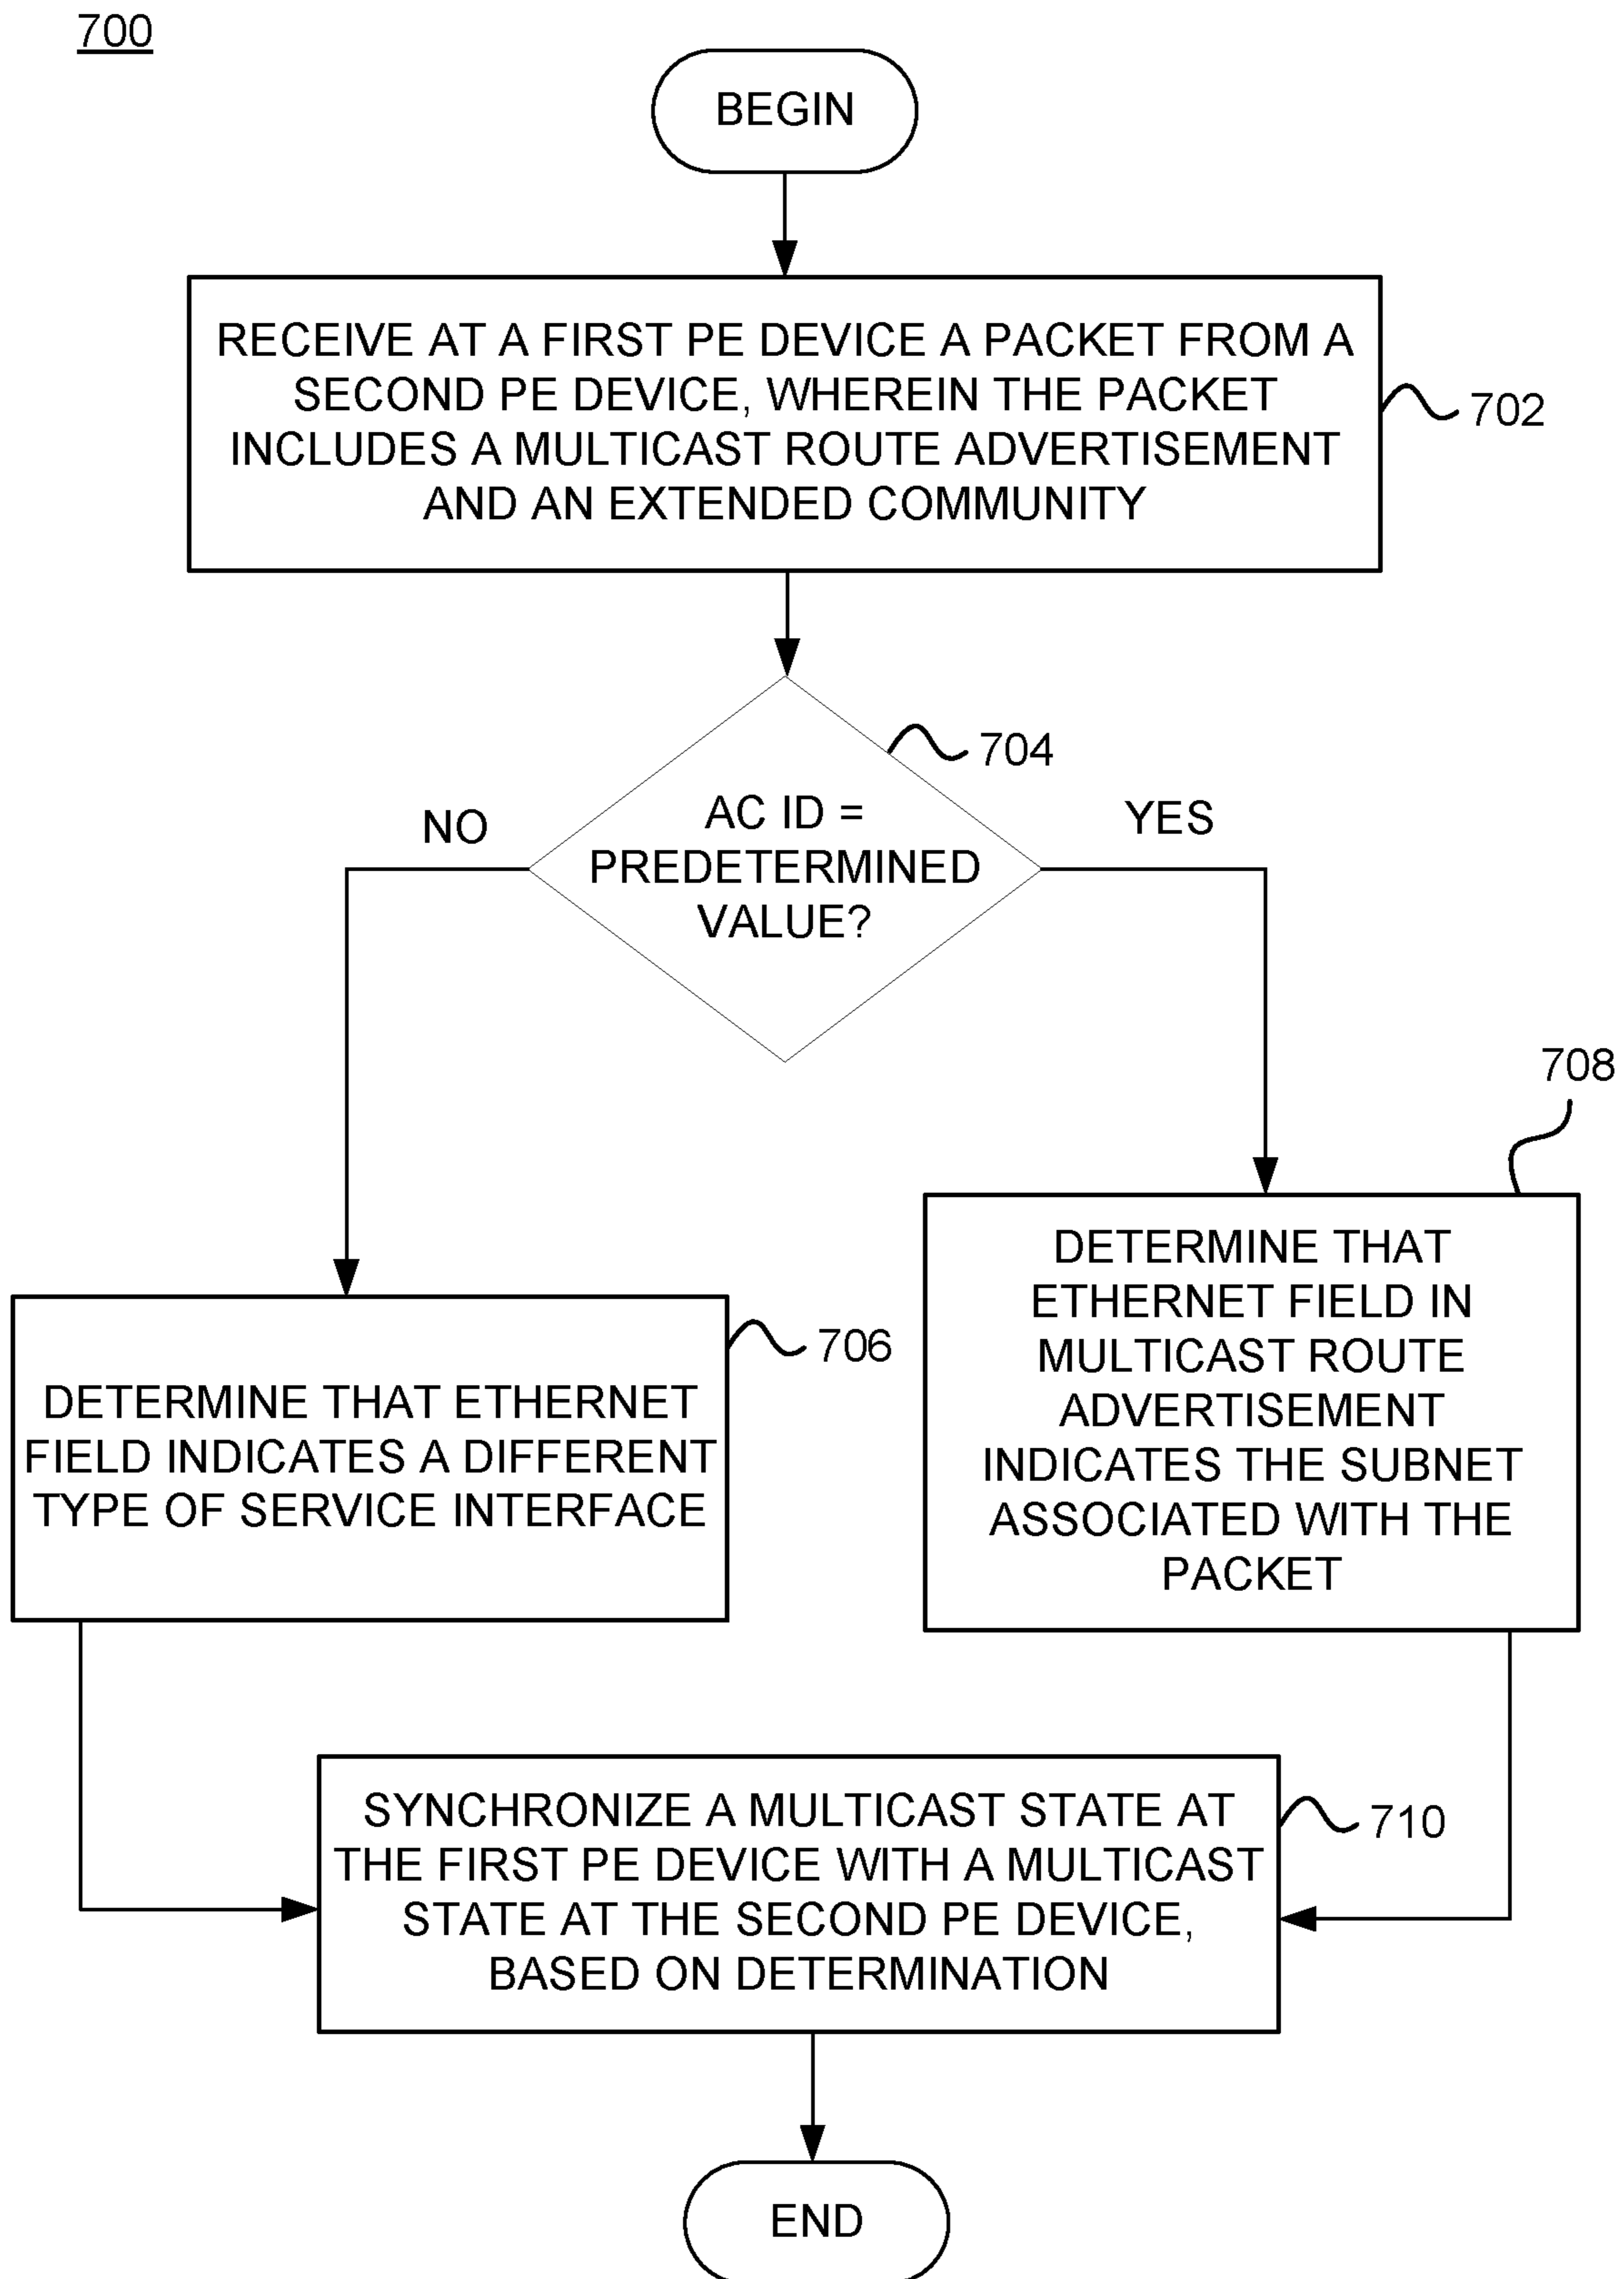 700
BEGIN
RECEIVE AT A FIRST PE DEVICE A PACKET FROM A
SECOND PE DEVICE, WHEREIN THE PACKET
INCLUDES A MULTICAST ROUTE ADVERTISEMENT
AND AN EXTENDED COMMUNITY
702
704
AC ID =
PREDETERMINED
VALUE?
NO
YES
708
DETERMINE THAT
ETHERNET FIELD IN
MULTICAST ROUTE
ADVERTISEMENT
INDICATES THE SUBNET
ASSOCIATED WITH THE
PACKET
706
DETERMINE THAT ETHERNET
FIELD INDICATES A DIFFERENT
TYPE OF SERVICE INTERFACE
SYNCHRONIZE A MULTICAST STATE AT
THE FIRST PE DEVICE WITH A MULTICAST
STATE AT THE SECOND PE DEVICE,
BASED ON DETERMINATION
710
END